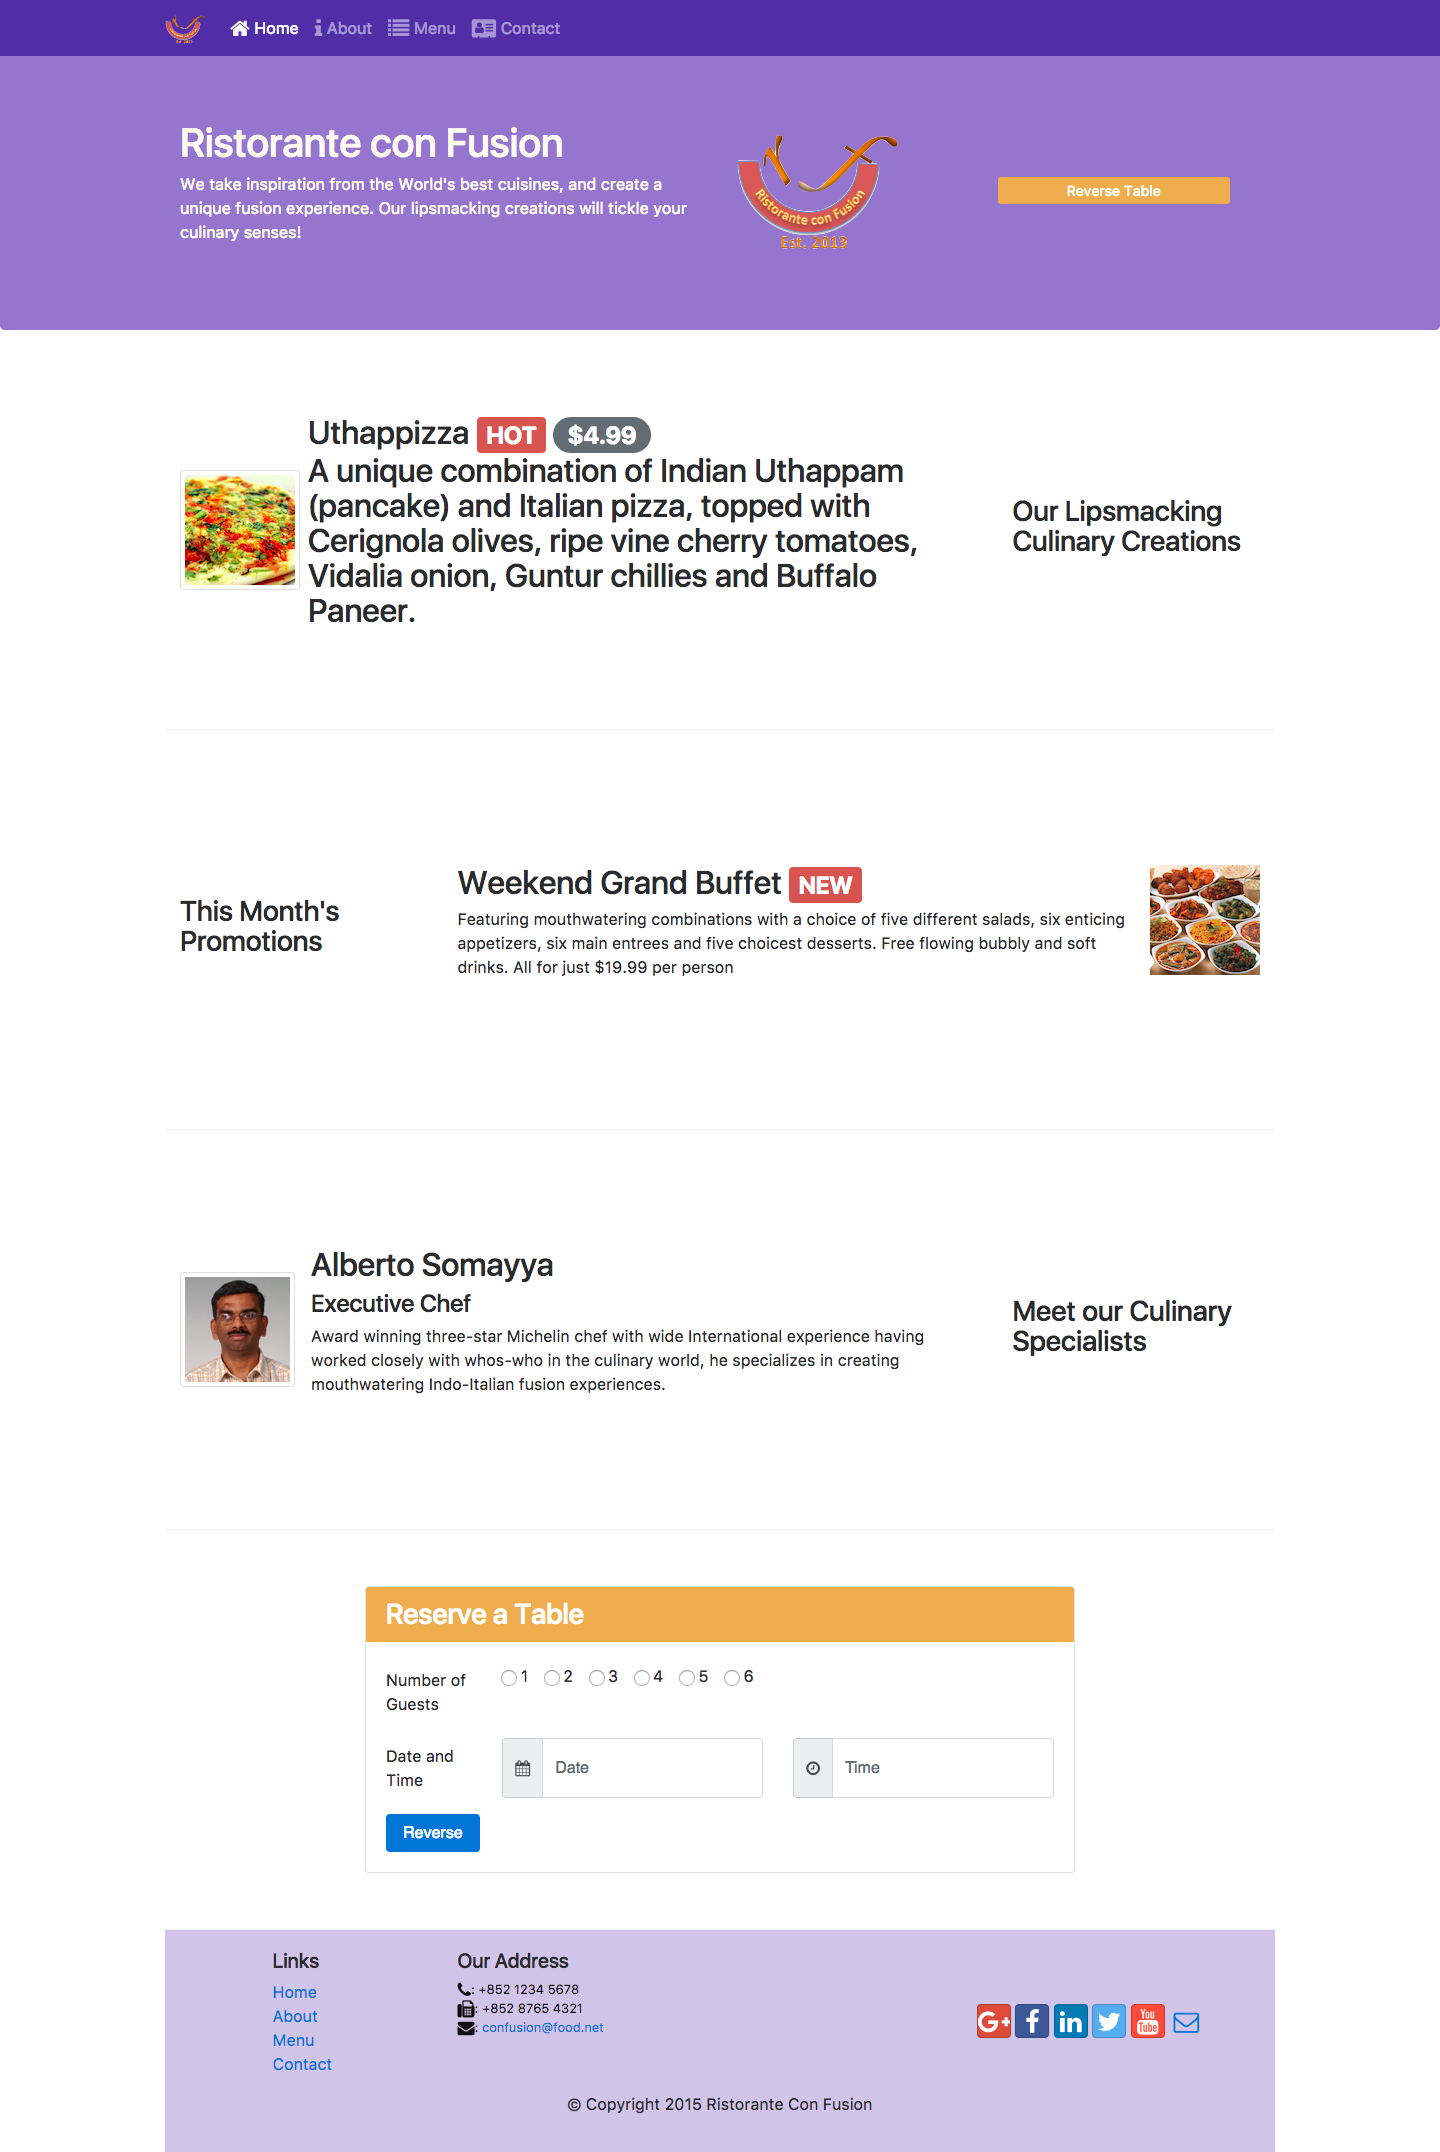 Home About Menu Contact
Ristorante con Fusion
We take inspiration from the World's best cuisines, and create a
unique fusion experience. Our lipsmacking creations will tickle your
culinary senses!
Ristorante con Fusion
Est. 2013
Reverse Table
Uthappizza HOT $4.99
A unique combination of Indian Uthappam
(pancake) and Italian pizza, topped with
Cerignola olives, ripe vine cherry tomatoes,
Vidalia onion, Guntur chillies and Buffalo
Paneer.
Our Lipsmacking
Culinary Creations
This Month's
Promotions
Weekend Grand Buffet NEW
Featuring mouthwatering combinations with a choice of five different salads, six enticing
appetizers, six main entrees and five choicest desserts. Free flowing bubbly and soft
drinks. All for just $19.99 per person
Alberto Somayya
Executive Chef
Award winning three-star Michelin chef with wide International experience having
worked closely with whos-who in the culinary world, he specializes in creating
mouthwatering Indo-Italian fusion experiences.
Meet our Culinary
Specialists
Reserve a Table
Number of
Guests
1 2 3 4 5 6
Date and
Time
Date
Time
Reverse
Links
Home
About
Menu
Contact
Our Address
: +852 1234 5678
: +852 8765 4321
: confusion@food.net
G+ f in You Tube
© Copyright 2015 Ristorante Con Fusion